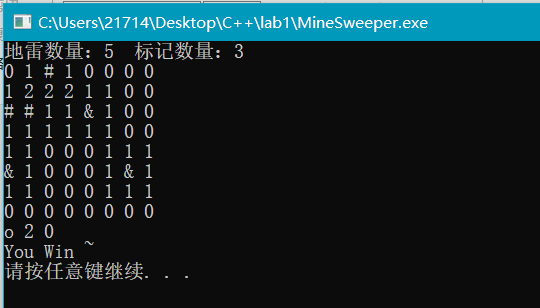 C:\Users\21714\Desktop\C++\lab1\MineSweeper.exe
地雷数量：5  标记数量：3
0 1 # 1 0 0 0 0
1 2 2 2 1 1 0 0
# # 1 1 & 1 0 0
1 1 1 1 1 1 0 0
1 1 0 0 0 1 1 1
& 1 0 0 0 1 & 1
1 1 0 0 0 1 1 1
0 0 0 0 0 0 0 0
o 2 0
You Win ~
请按任意键继续. . .